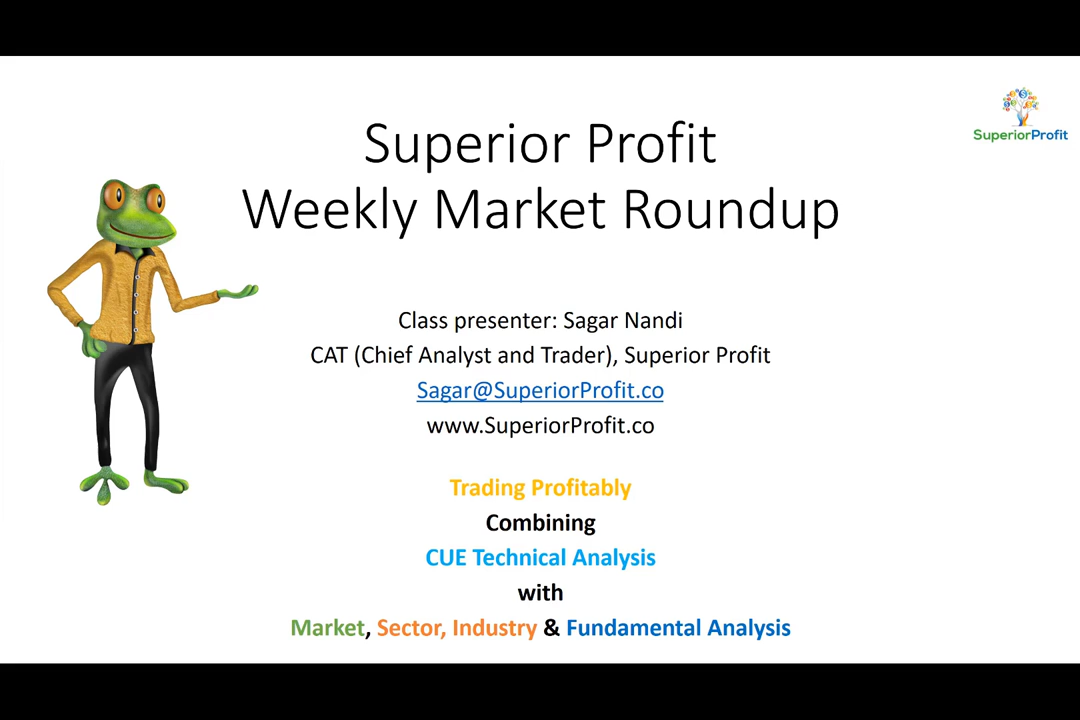 Superior Profit
Weekly Market Roundup
SuperiorProfit
Class presenter: Sagar Nandi
CAT (Chief Analyst and Trader), Superior Profit
Sagar@SuperiorProfit.co
www.SuperiorProfit.co
Trading Profitably
Combining
CUE Technical Analysis
with
Market, Sector, Industry & Fundamental Analysis